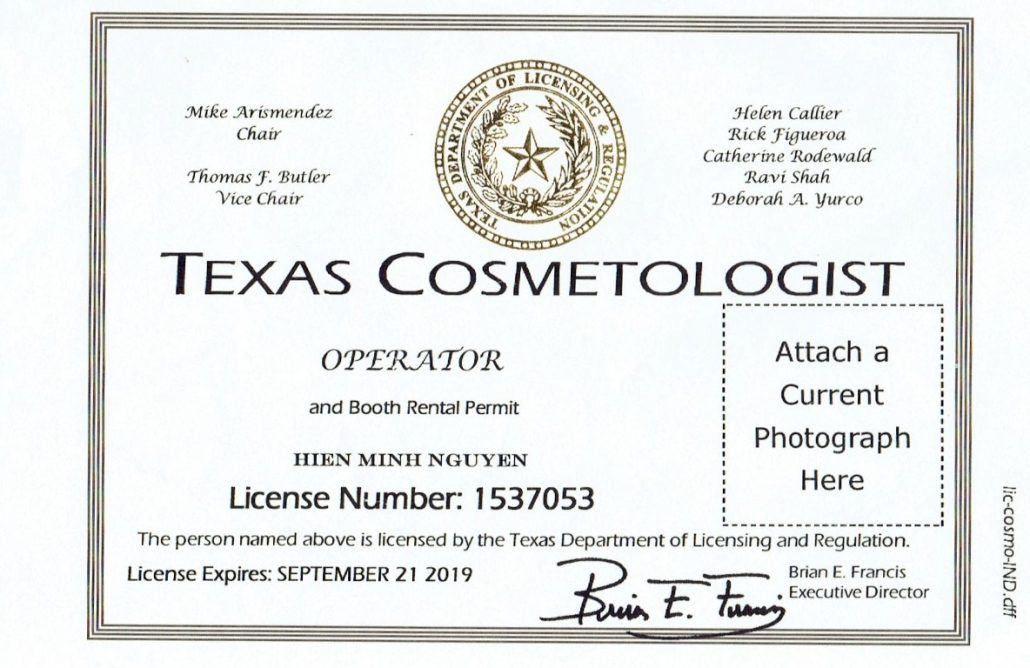 Mike Arismendez
Chair
Thomas F. Butler
Vice Chair
TEXAS DEPARTMENT OF LICENSING & REGULATION
Helen Callier
Rick Figueroa
Catherine Rodewald
Ravi Shah
Deborah A. Yurco
TEXAS COSMETOLOGIST
OPERATOR
and Booth Rental Permit
HIEN MINH NGUYEN
License Number: 1537053
Attach a
Current
Photograph
Here
The person named above is licensed by the Texas Department of Licensing and Regulation.
License Expires: SEPTEMBER 21 2019
Brian E. Francis
Brian E. Francis
Executive Director
lic-cosmo-IND.dff